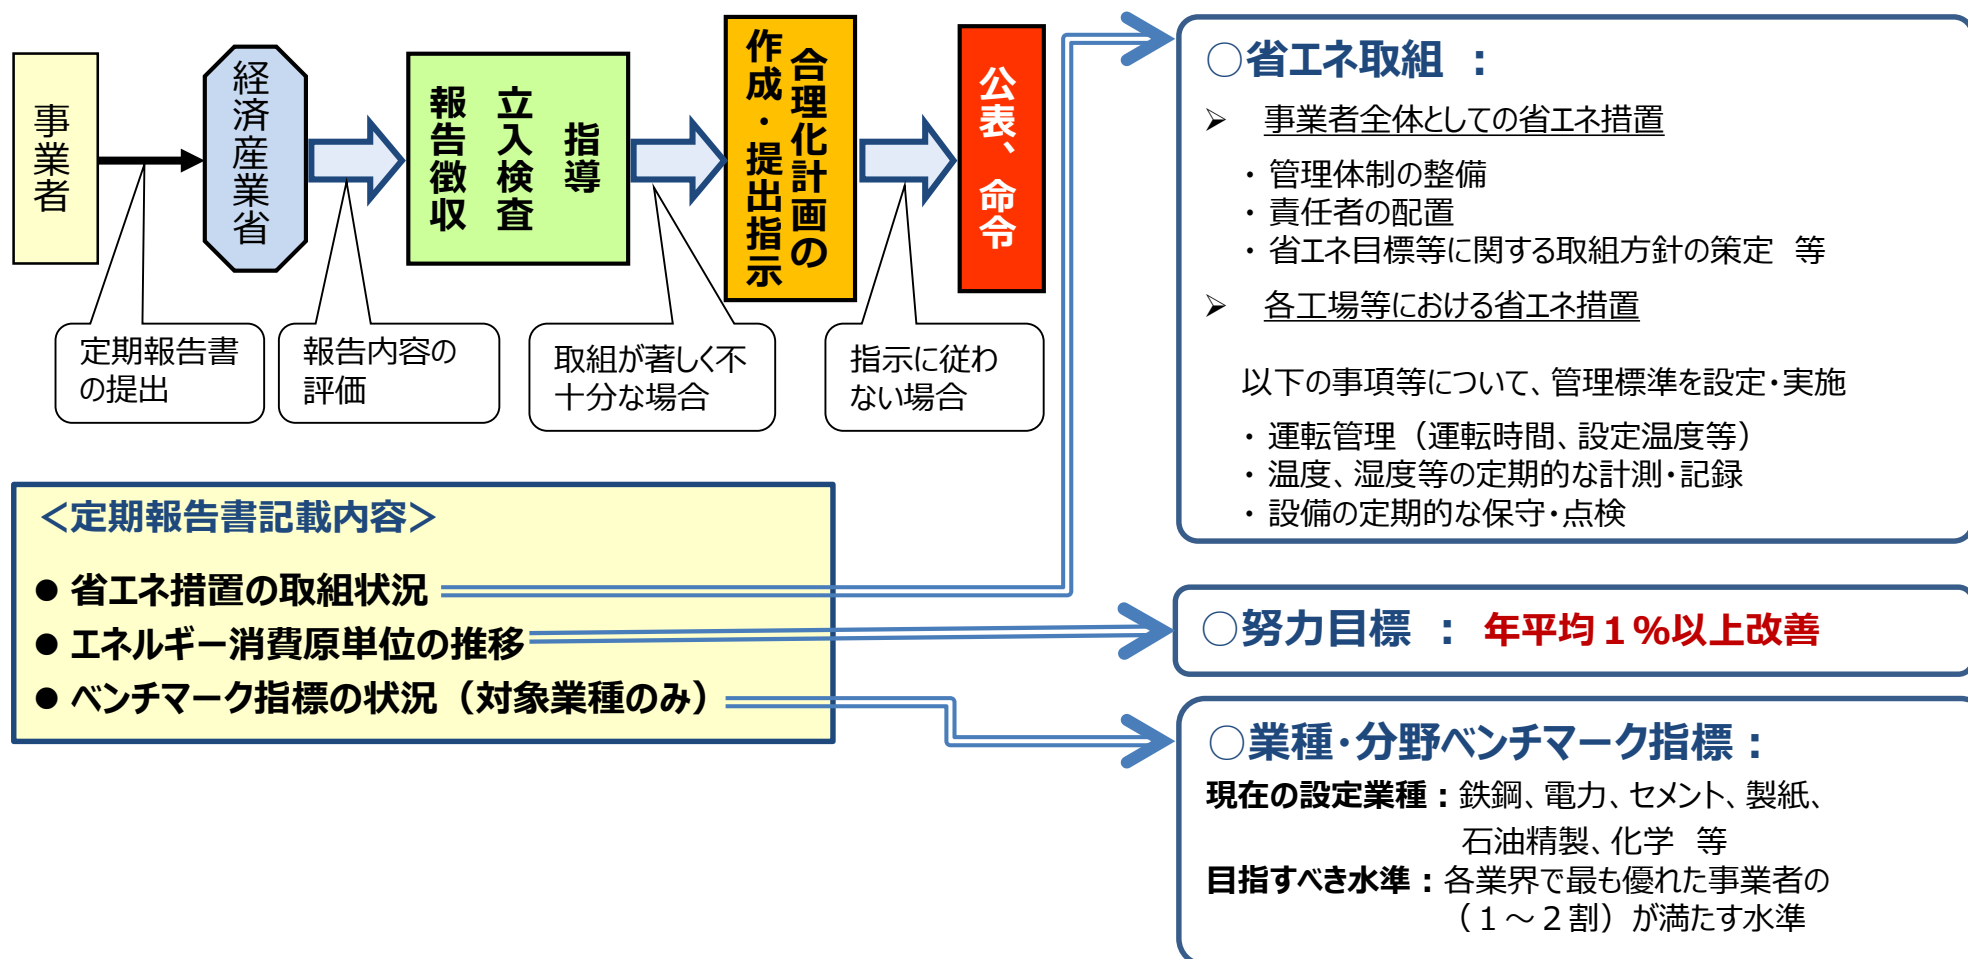 事業者
経済産業省
報告徴収
立入検査
指導
合理化計画の
作成・提出指示
公表、命令
定期報告書
の提出
報告内容の
評価
取組が著しく不
十分な場合
指示に従わ
ない場合
＜定期報告書記載内容＞
● 省エネ措置の取組状況
● エネルギー消費原単位の推移
● ベンチマーク指標の状況（対象業種のみ）
○省エネ取組 ：
➢ 事業者全体としての省エネ措置
・ 管理体制の整備
・ 責任者の配置
・ 省エネ目標等に関する取組方針の策定　等
➢ 各工場等における省エネ措置
以下の事項等について、管理標準を設定・実施
・ 運転管理（運転時間、設定温度等）
・ 温度、湿度等の定期的な計測・記録
・ 設備の定期的な保守・点検
○努力目標 ： 年平均１％以上改善
○業種・分野ベンチマーク指標：
現在の設定業種：鉄鋼、電力、セメント、製紙、
石油精製、化学　等
目指すべき水準：各業界で最も優れた事業者の
（１～２割）が満たす水準